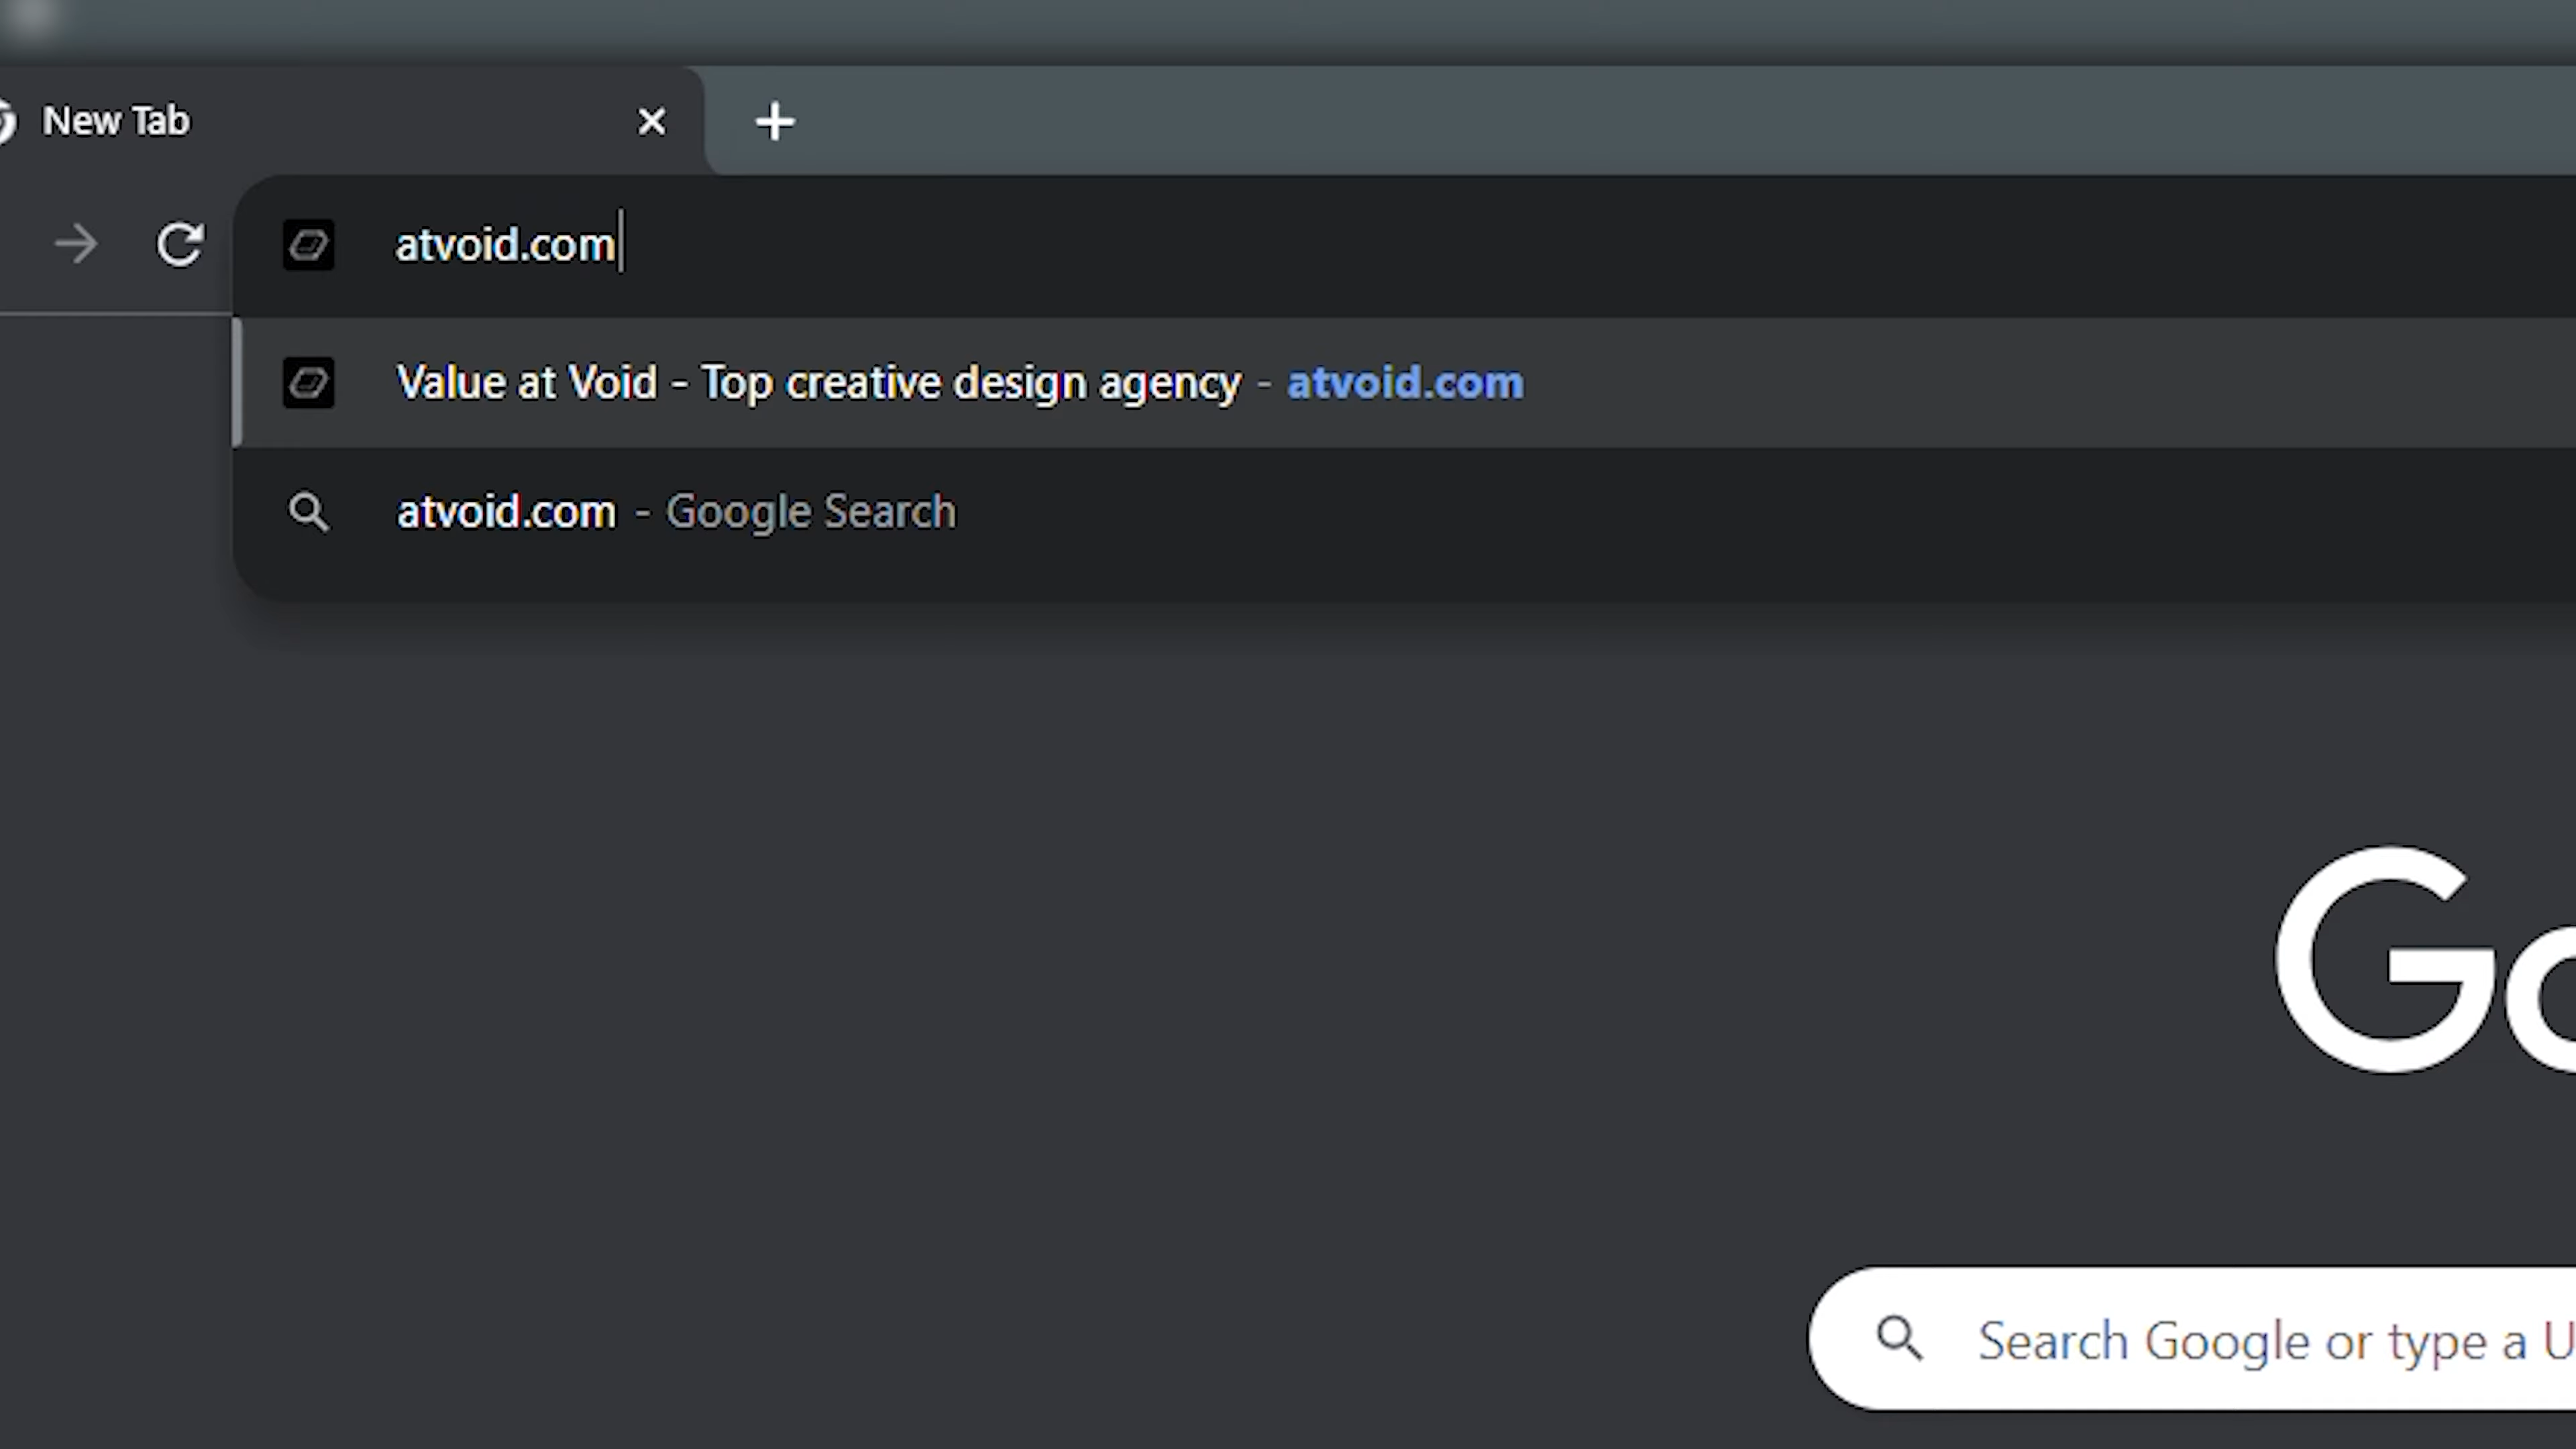 New Tab
atvoid.com
Value at Void - Top creative design agency - atvoid.com
atvoid.com - Google Search
Go
Search Google or type a U